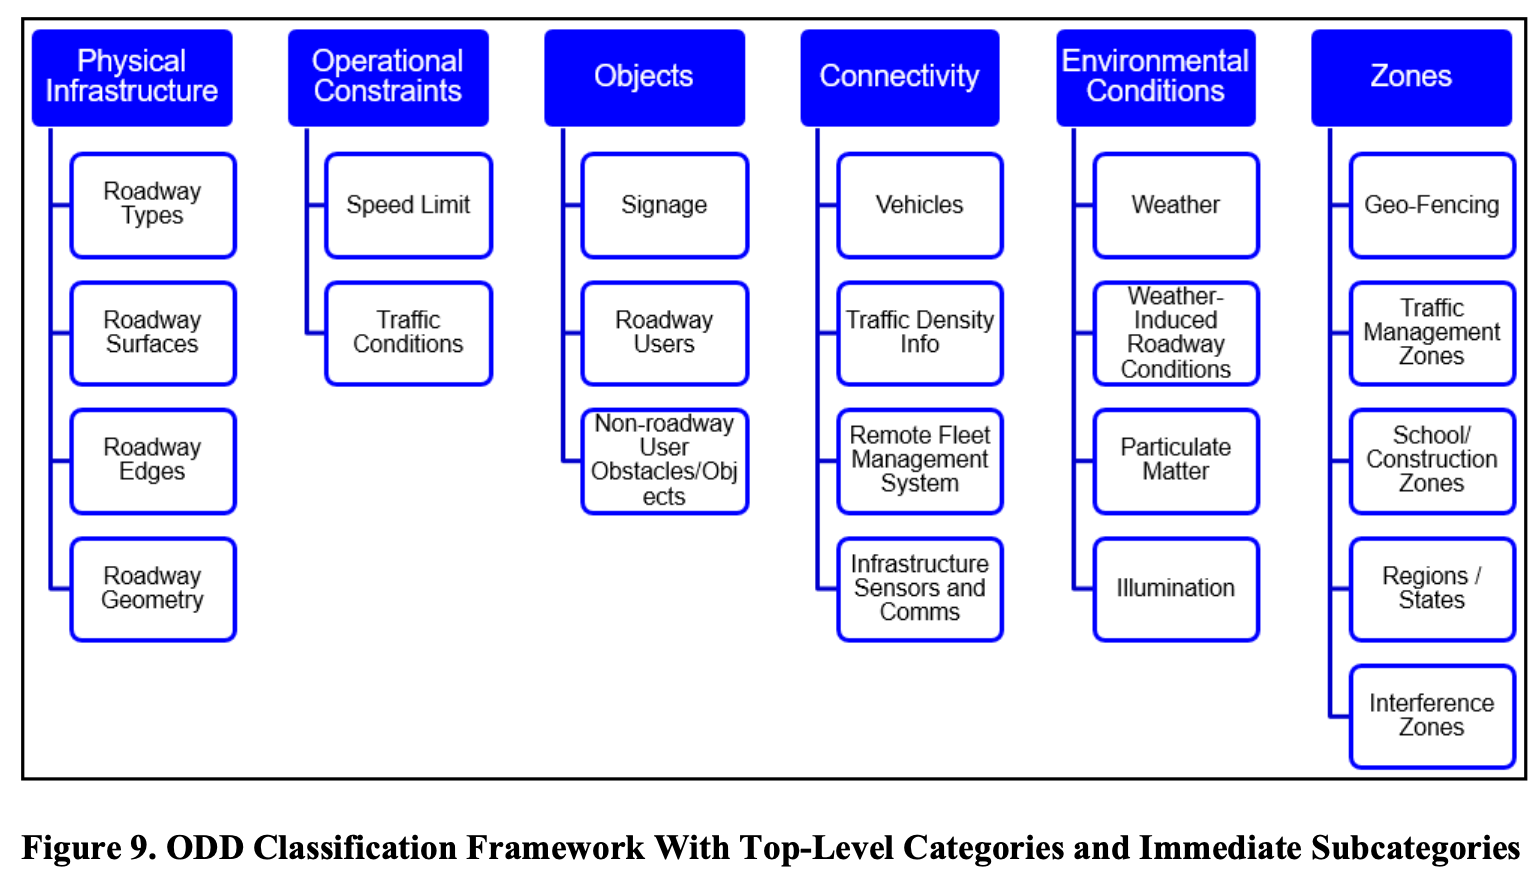 Physical
Infrastructure
Roadway
Types
Roadway
Surfaces
Roadway
Edges
Roadway
Geometry
Operational
Constraints
Speed Limit
Traffic
Conditions
Objects
Signage
Roadway
Users
Non-roadway
User
Obstacles/Obj
ects
Connectivity
Vehicles
Traffic Density
Info
Remote Fleet
Management
System
Infrastructure
Sensors and
Comms
Environmental
Conditions
Weather
Weather-
Induced
Roadway
Conditions
Particulate
Matter
Illumination
Zones
Geo-Fencing
Traffic
Management
Zones
School/
Construction
Zones
Regions /
States
Interference
Zones
Figure 9. ODD Classification Framework With Top-Level Categories and Immediate Subcategories